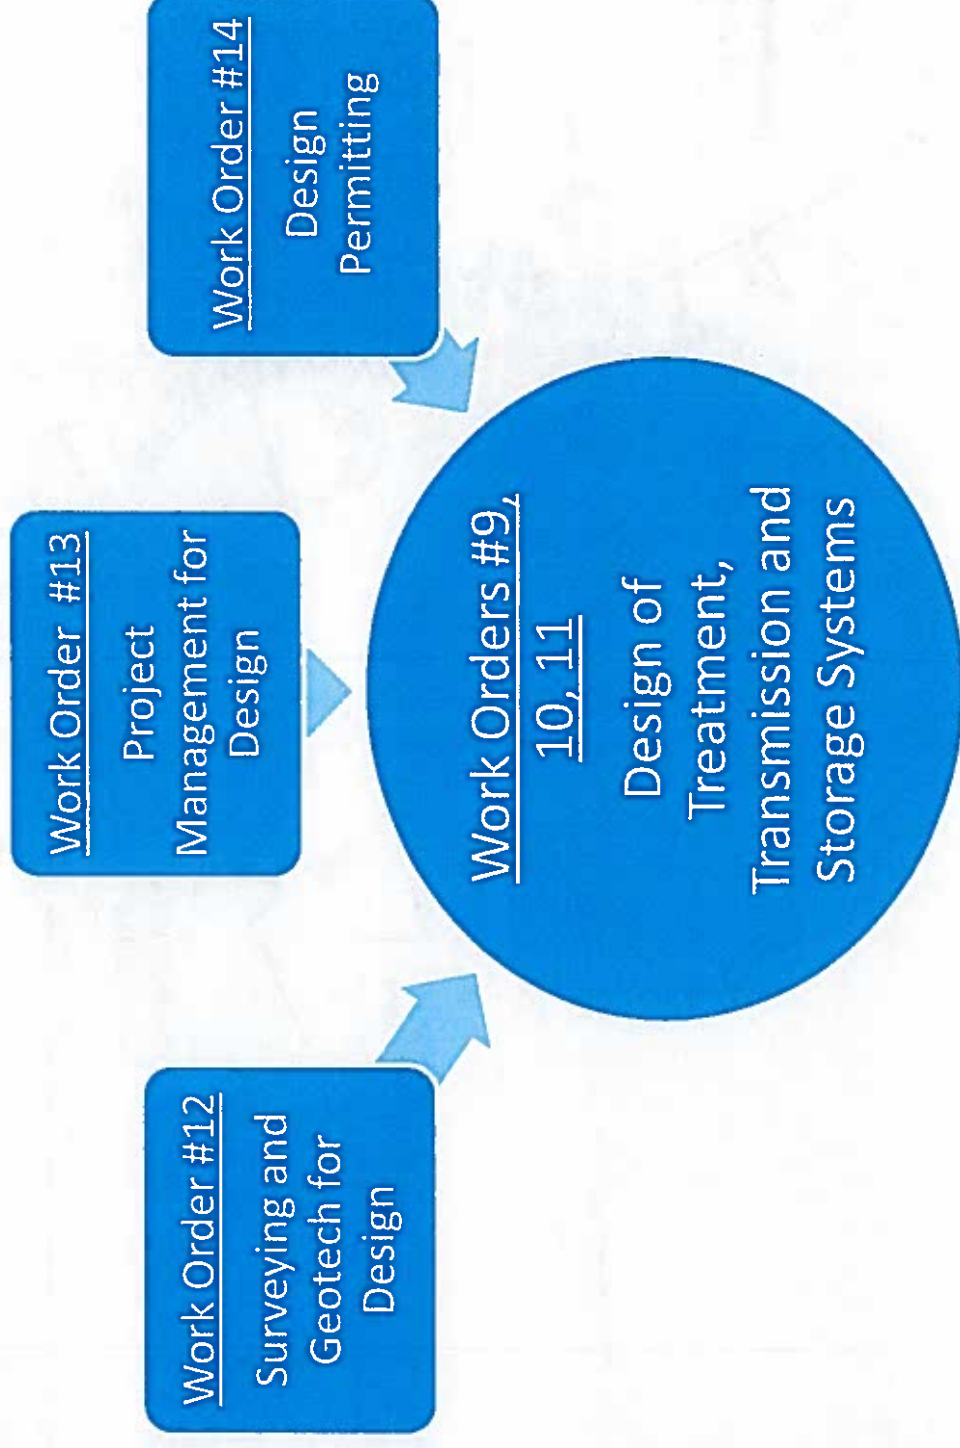 Work Order #12
Surveying and
Geotech for
Design
Work Order #13
Project
Management for
Design
Work Order #14
Design
Permitting
Work Orders #9,
10, 11
Design of
Treatment,
Transmission and
Storage Systems